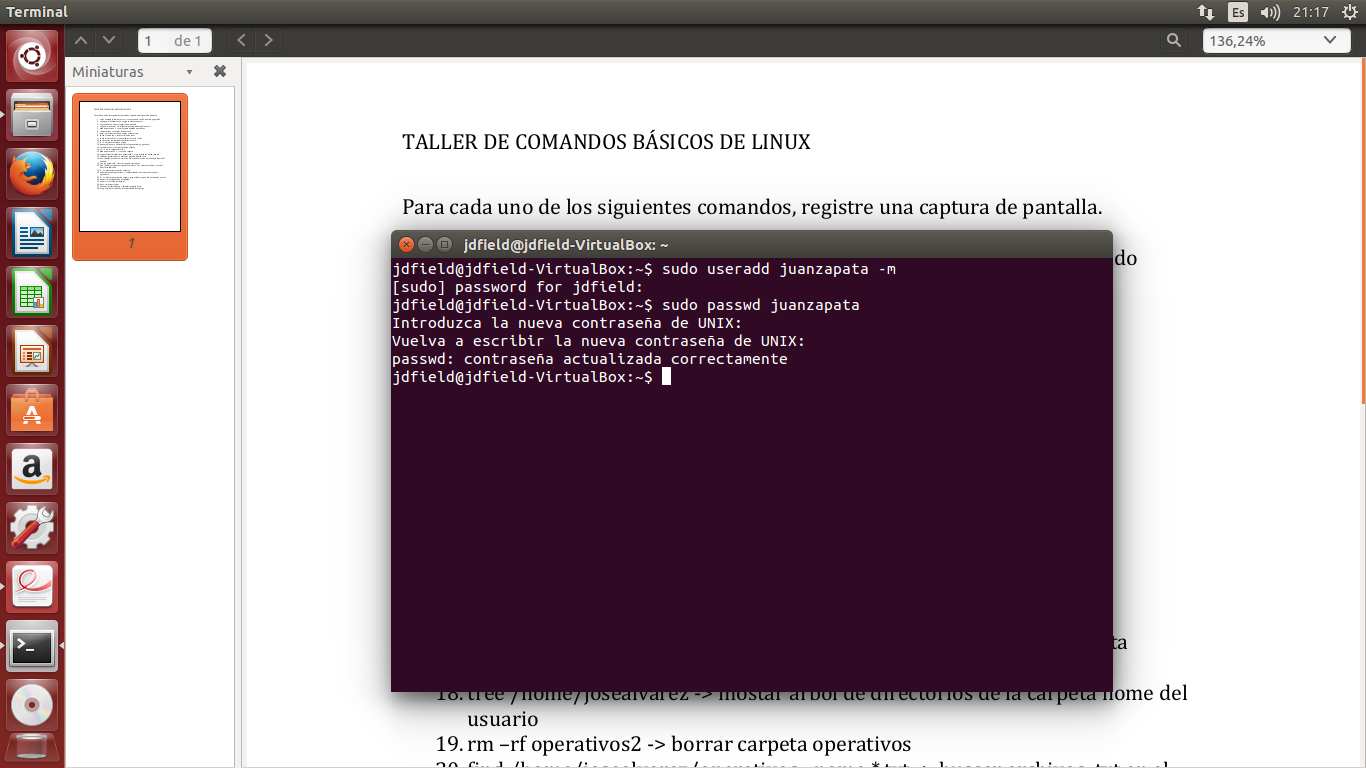 Terminal
Es
21:17
1 de 1
136,24%
Miniaturas
1
TALLER DE COMANDOS BÁSICOS DE LINUX
Para cada uno de los siguientes comandos, registre una captura de pantalla.
do
jdfield@jdfield-VirtualBox: ~
jdfield@jdfield-VirtualBox:~$ sudo useradd juanzapata -m
[sudo] password for jdfield:
jdfield@jdfield-VirtualBox:~$ sudo passwd juanzapata
Introduzca la nueva contraseña de UNIX:
Vuelva a escribir la nueva contraseña de UNIX:
passwd: contraseña actualizada correctamente
jdfield@jdfield-VirtualBox:~$
ta
18. tree /home/josealvarez -> mostar árbol de directorios de la carpeta home del
usuario
19. rm –rf operativos2 -> borrar carpeta operativos